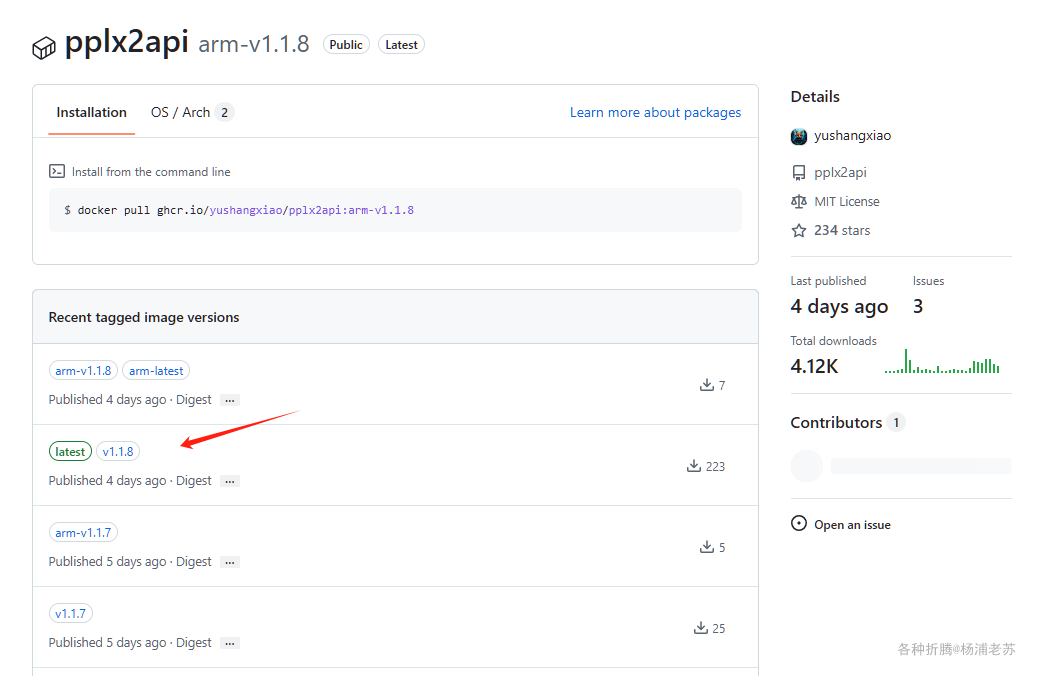 pplx2api arm-v1.1.8 Public Latest
Installation OS / Arch 2 Learn more about packages
Install from the command line
$ docker pull ghcr.io/yushangxiao/pplx2api:arm-v1.1.8
Recent tagged image versions
arm-v1.1.8 arm-latest
Published 4 days ago · Digest ...
7
latest v1.1.8
Published 4 days ago · Digest ...
223
arm-v1.1.7
Published 5 days ago · Digest ...
5
v1.1.7
Published 5 days ago · Digest ...
25
Details
yushangxiao
pplx2api
MIT License
234 stars
Last published Issues
4 days ago 3
Total downloads
4.12K
Contributors 1
Open an issue
各种折腾@杨浦老苏